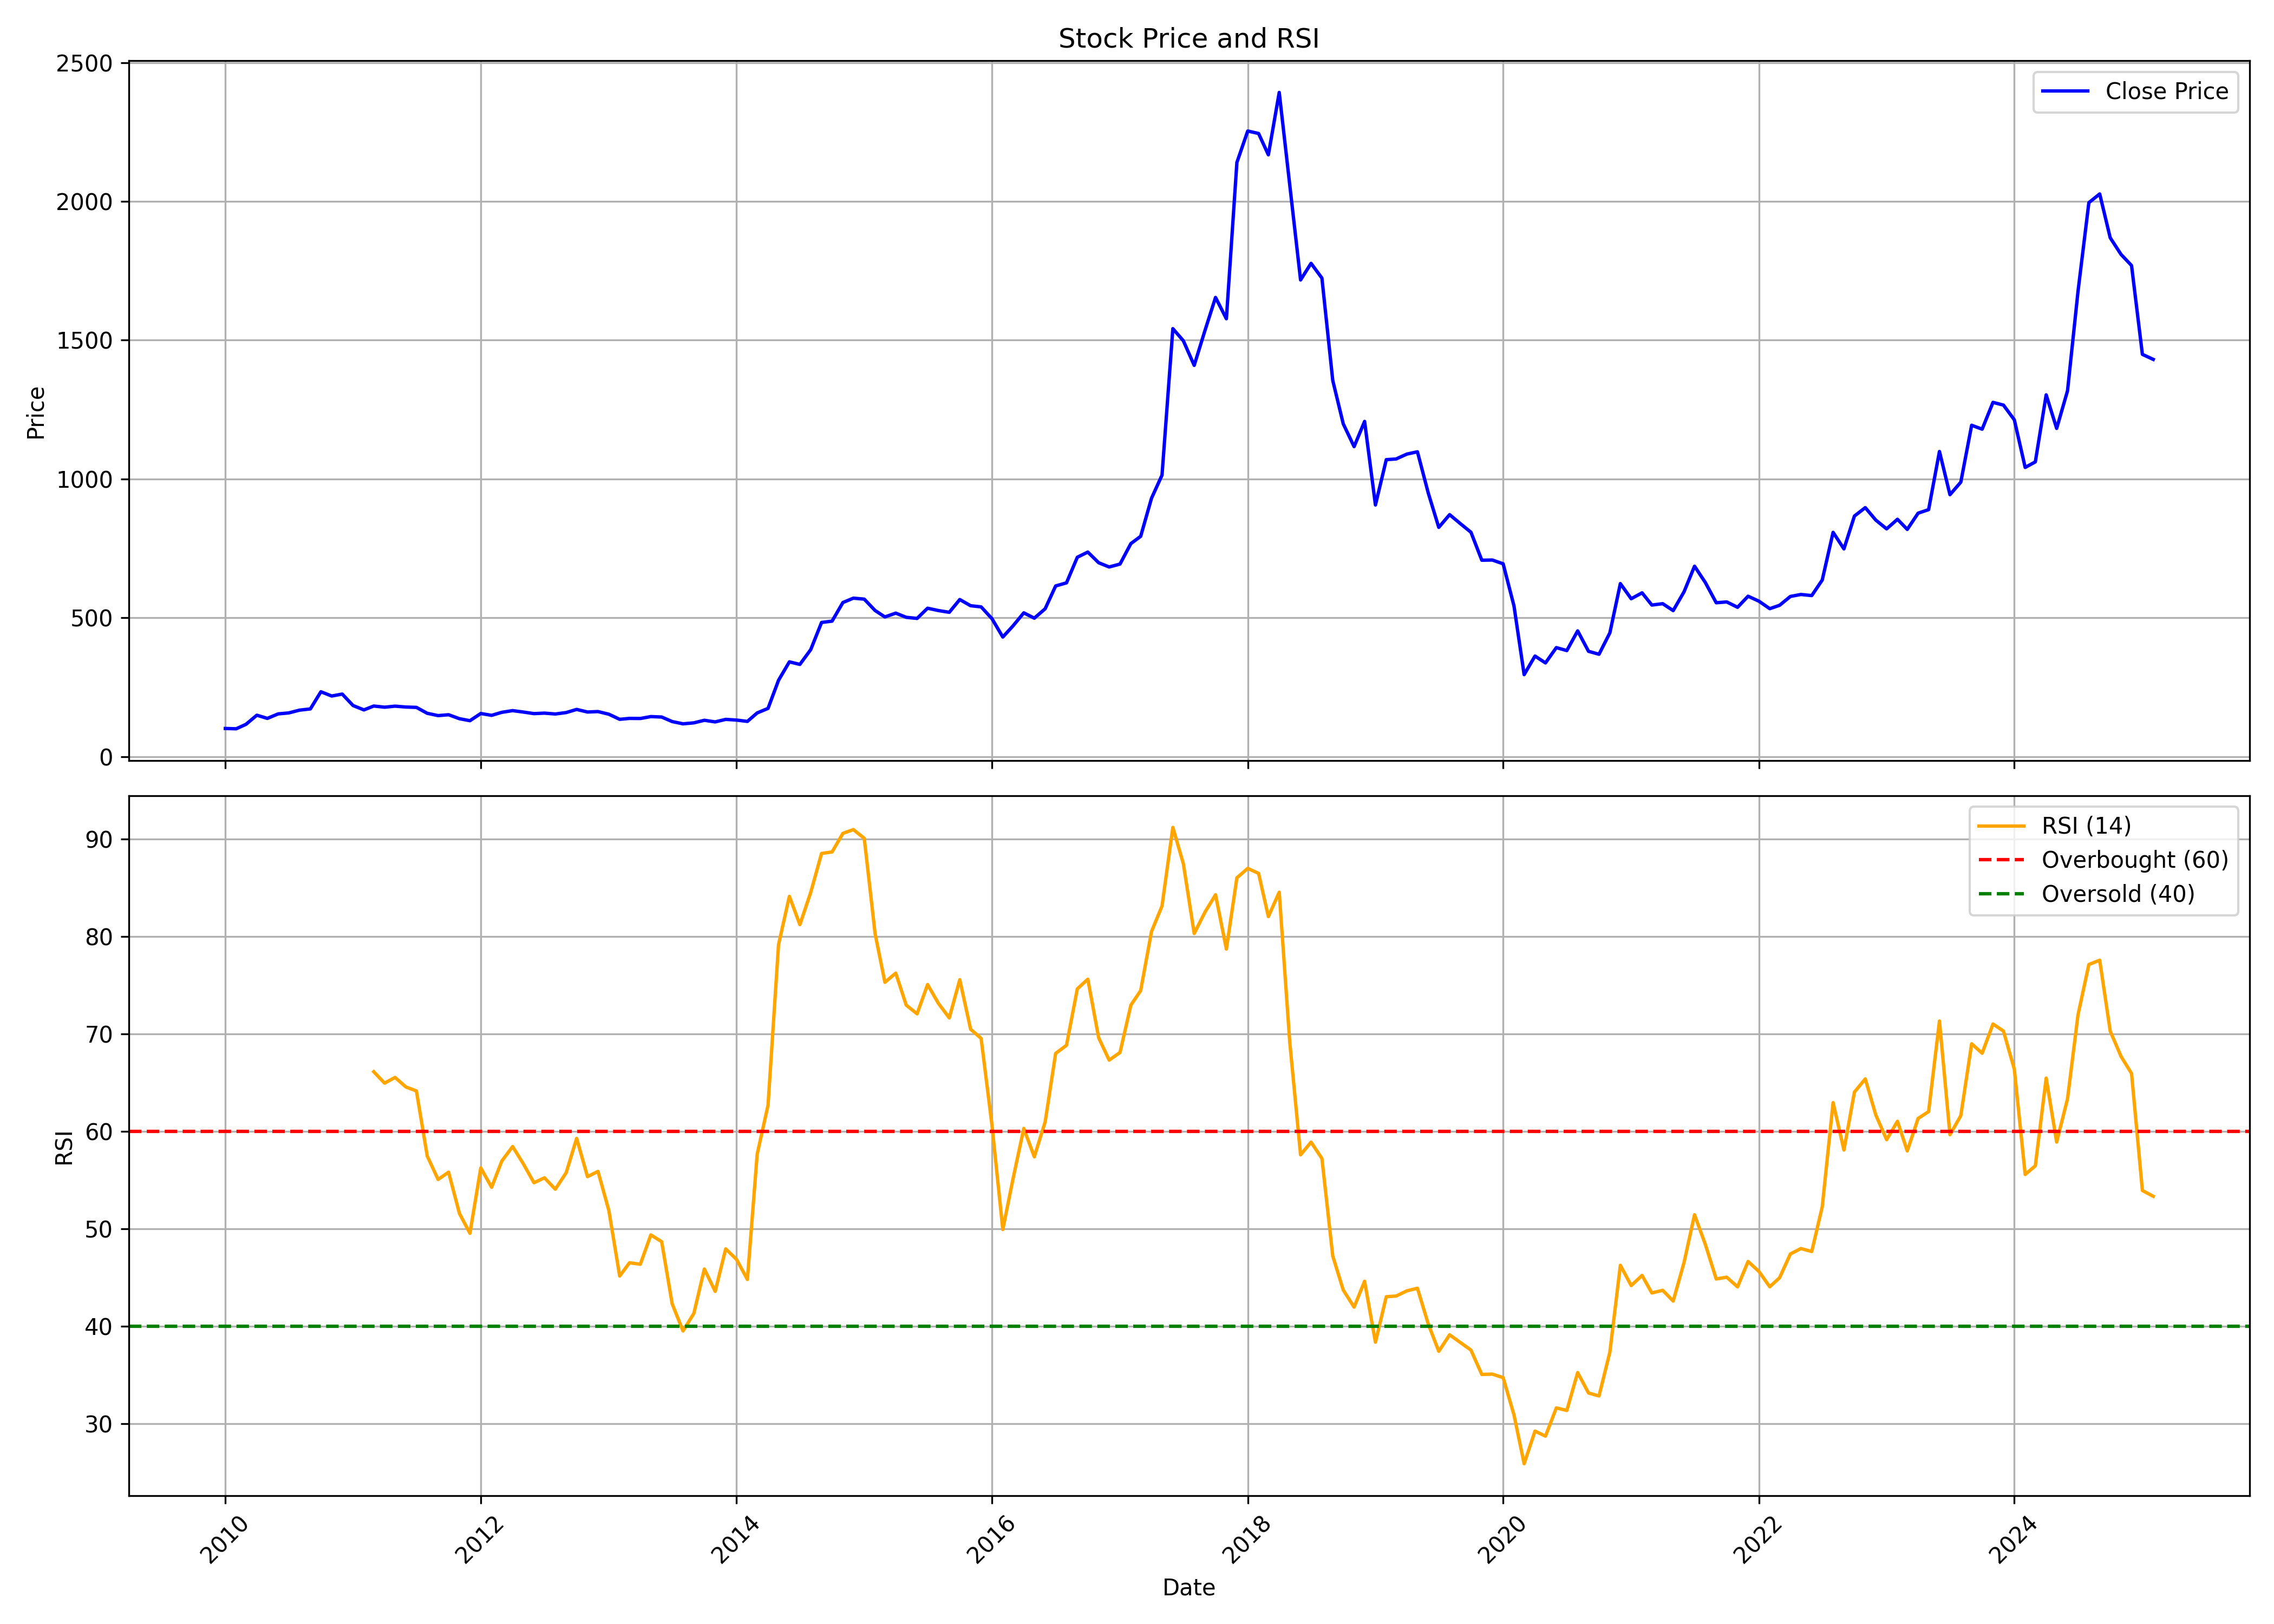 Stock Price and RSI
2500
2000
1500
1000
500
0
Price
Close Price
90
80
70
60
50
40
30
RSI
RSI (14)
Overbought (60)
Oversold (40)
2010
2012
2014
2016
2018
2020
2022
2024
Date